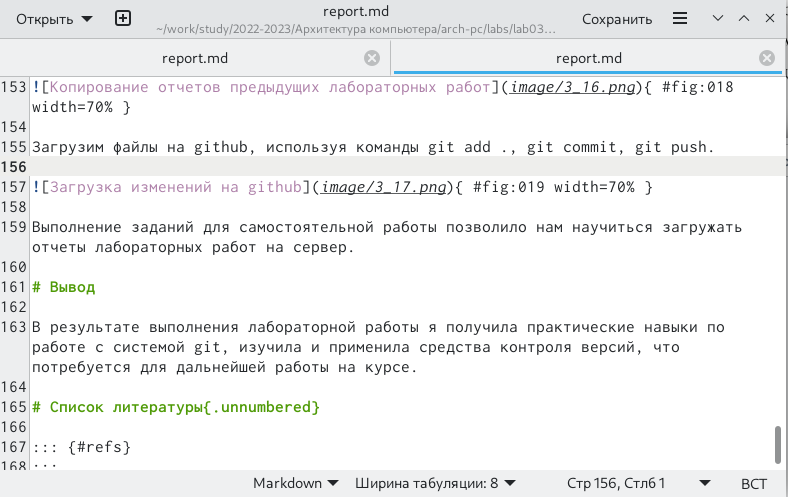 Открыть
report.md
~/work/study/2022-2023/Архитектура компьютера/arch-pc/labs/lab03...
Сохранить
report.md
report.md
153 ![Копирование отчетов предыдущих лабораторных работ](image/3_16.png){ #fig:018
width=70% }
154
155 Загрузим файлы на github, используя команды git add ., git commit, git push.
156
157 ![Загрузка изменений на github](image/3_17.png){ #fig:019 width=70% }
158
159 Выполнение заданий для самостоятельной работы позволило нам научиться загружать
отчеты лабораторных работ на сервер.
160
161 # Вывод
162
163 В результате выполнения лабораторной работы я получила практические навыки по
работе с системой git, изучила и применила средства контроля версий, что
потребуется для дальнейшей работы на курсе.
164
165 # Список литературы{.unnumbered}
166
167 ::: {#refs}
168 :::
Markdown
Ширина табуляции: 8
Стр 156, Стлб 1
ВСТ